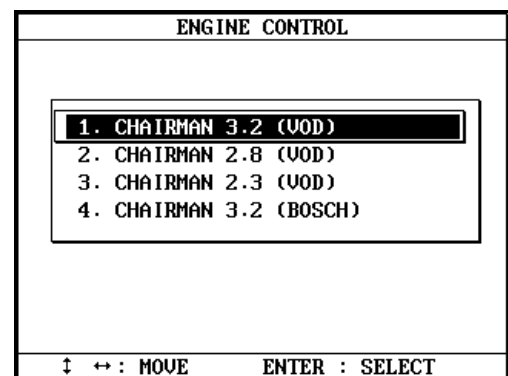 ENGINE CONTROL
1. CHAIRMAN 3.2 (VOD)
2. CHAIRMAN 2.8 (VOD)
3. CHAIRMAN 2.3 (VOD)
4. CHAIRMAN 3.2 (BOSCH)
↕ ↔ : MOVE ENTER : SELECT